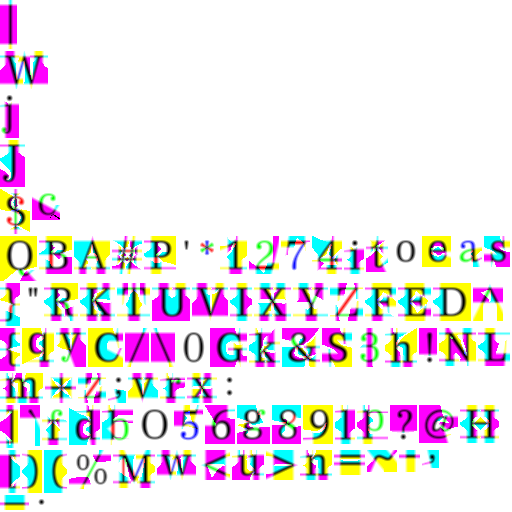 |
W
j
J
$ c
Q B A # P ' * 1 2 7 4 i t o e a s
} " R K T U V I X Y Z F E D ^
{ q y C / \ 0 G k & S 3 h ! N L
m + z ; v r x :
[ ` f d b O 5 6 g 8 9 ] p ? @ H
] ) ( % M w < u > n = ~ - ,
_ .